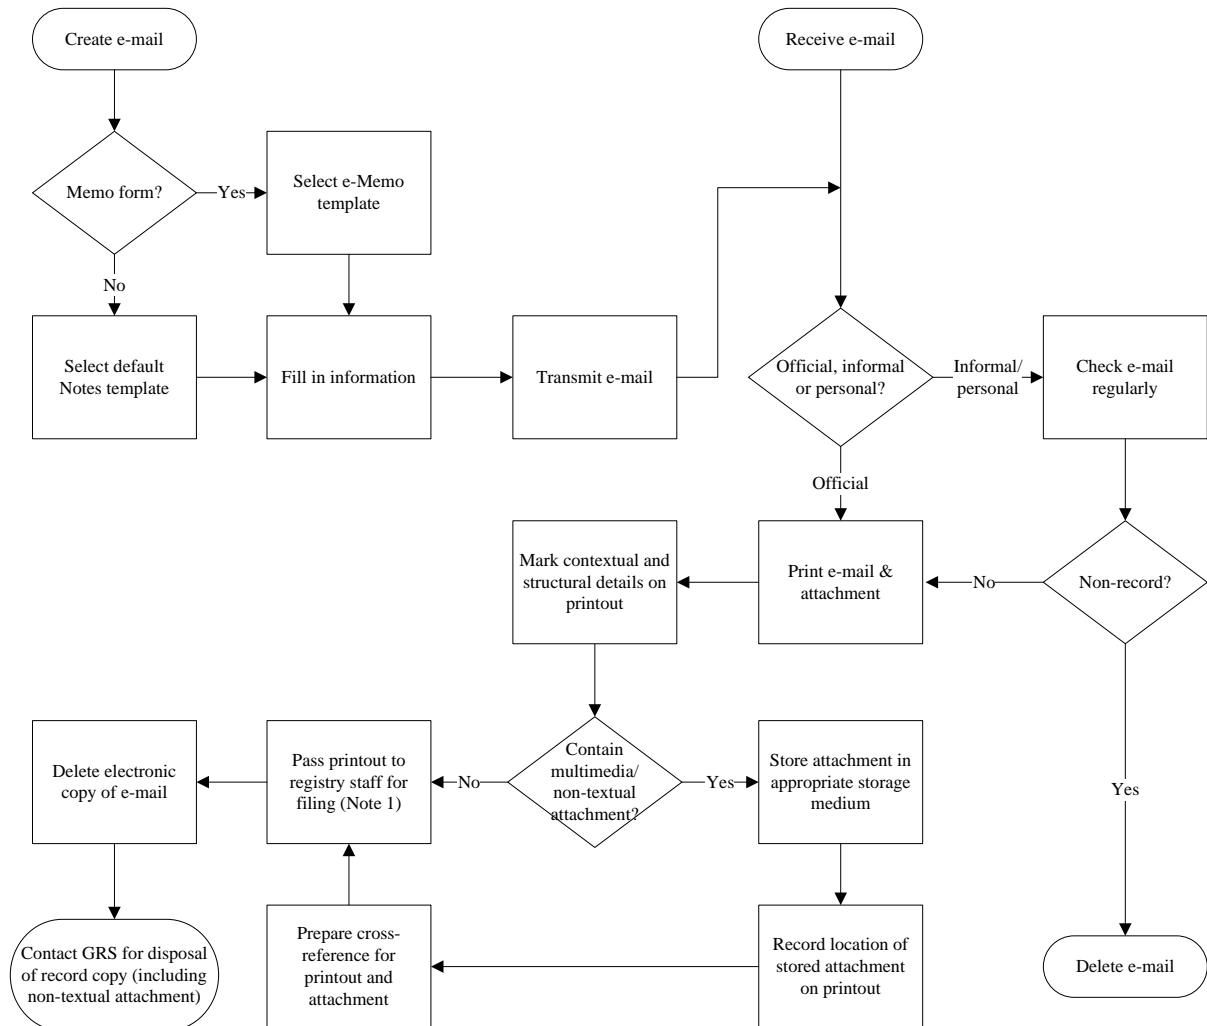 Create e-mail
Receive e-mail
Memo form?
Yes
Select e-Memo
template
No
Select default
Notes template
Fill in information
Transmit e-mail
Official, informal
or personal?
Informal/
personal
Check e-mail
regularly
Official
Mark contextual and
structural details on
printout
Print e-mail &
attachment
No
Non-record?
Delete electronic
copy of e-mail
Pass printout to
registry staff for
filing (Note 1)
No
Contain
multimedia/
non-textual
attachment?
Yes
Store attachment in
appropriate storage
medium
Yes
Contact GRS for disposal
of record copy (including
non-textual attachment)
Prepare cross-
reference for
printout and
attachment
Record location of
stored attachment
on printout
Delete e-mail